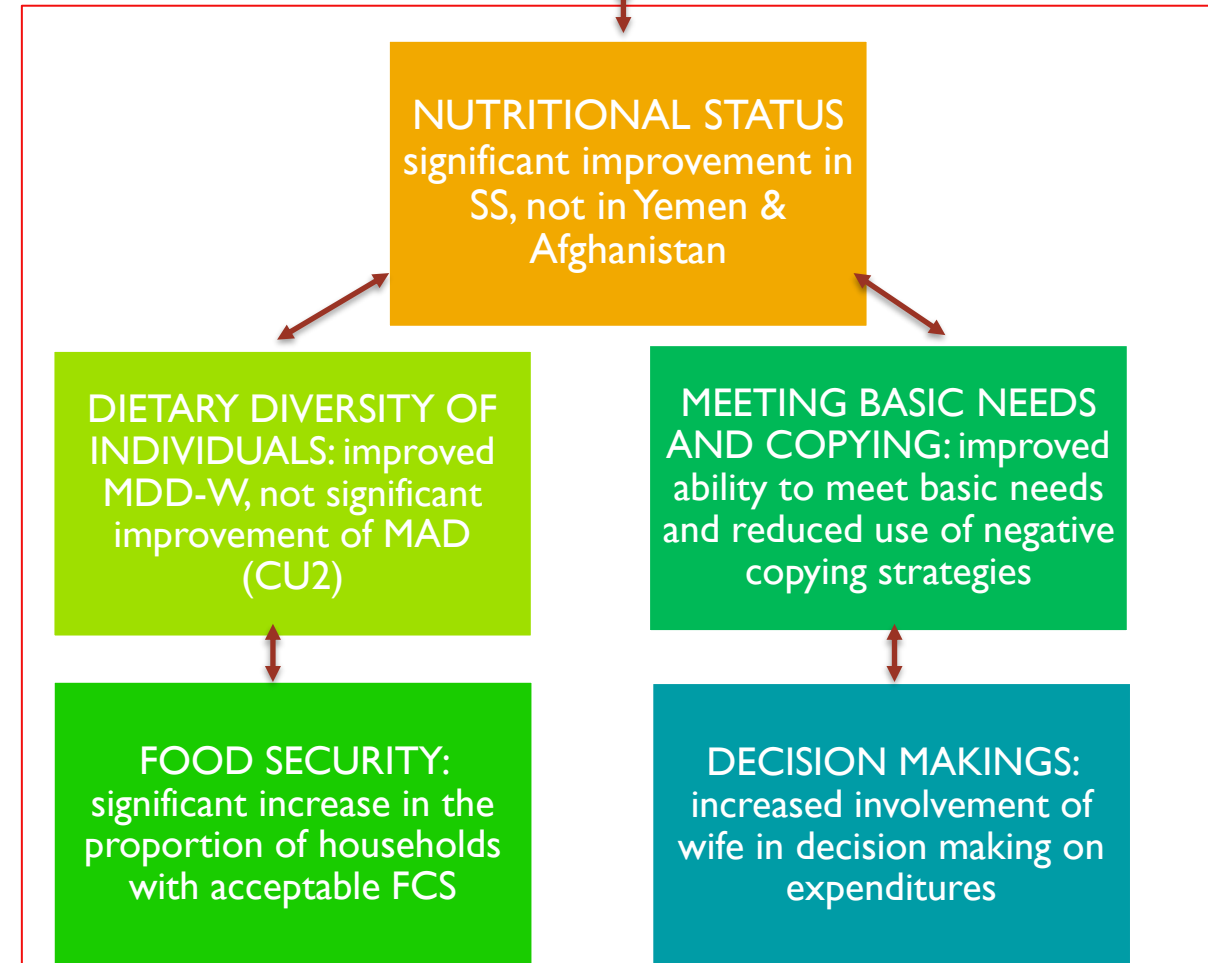 NUTRITIONAL STATUS
significant improvement in
SS, not in Yemen &
Afghanistan
DIETARY DIVERSITY OF
INDIVIDUALS: improved
MDD-W, not significant
improvement of MAD
(CU2)
MEETING BASIC NEEDS
AND COPYING: improved
ability to meet basic needs
and reduced use of negative
copying strategies
FOOD SECURITY:
significant increase in the
proportion of households
with acceptable FCS
DECISION MAKINGS:
increased involvement of
wife in decision making on
expenditures